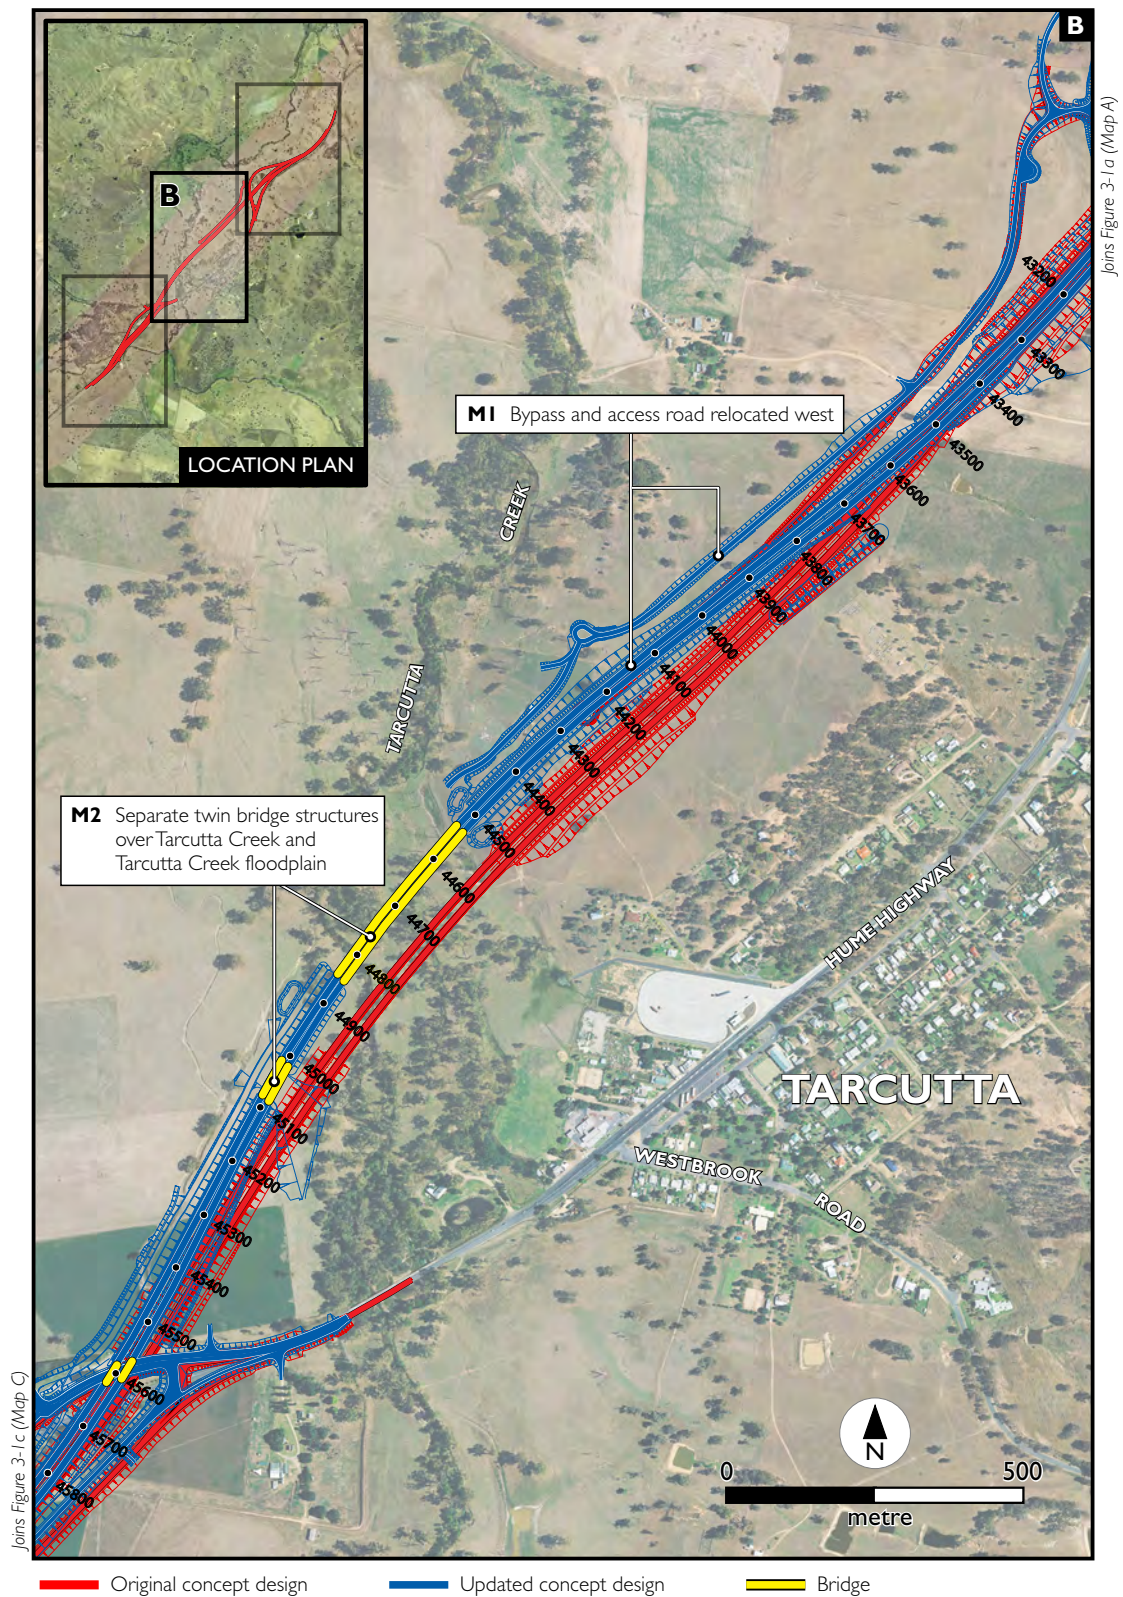 B
Joins Figure 3-1a (Map A)
B
LOCATION PLAN
43200
43300
43400
M1 Bypass and access road relocated west
43500
43600
CREEK
43700
43800
43900
44000
44100
TARCUTTA
44200
44300
44400
M2 Separate twin bridge structures
over Tarcutta Creek and
Tarcutta Creek floodplain
44500
44600
HUME HIGHWAY
44700
44800
44900
45000
TARCUTTA
45100
WESTBROOK
45200
ROAD
45300
45400
45500
45600
Joins Figure 3-1c (Map C)
45700
45800
N
0 500
metre
Original concept design
Updated concept design
Bridge